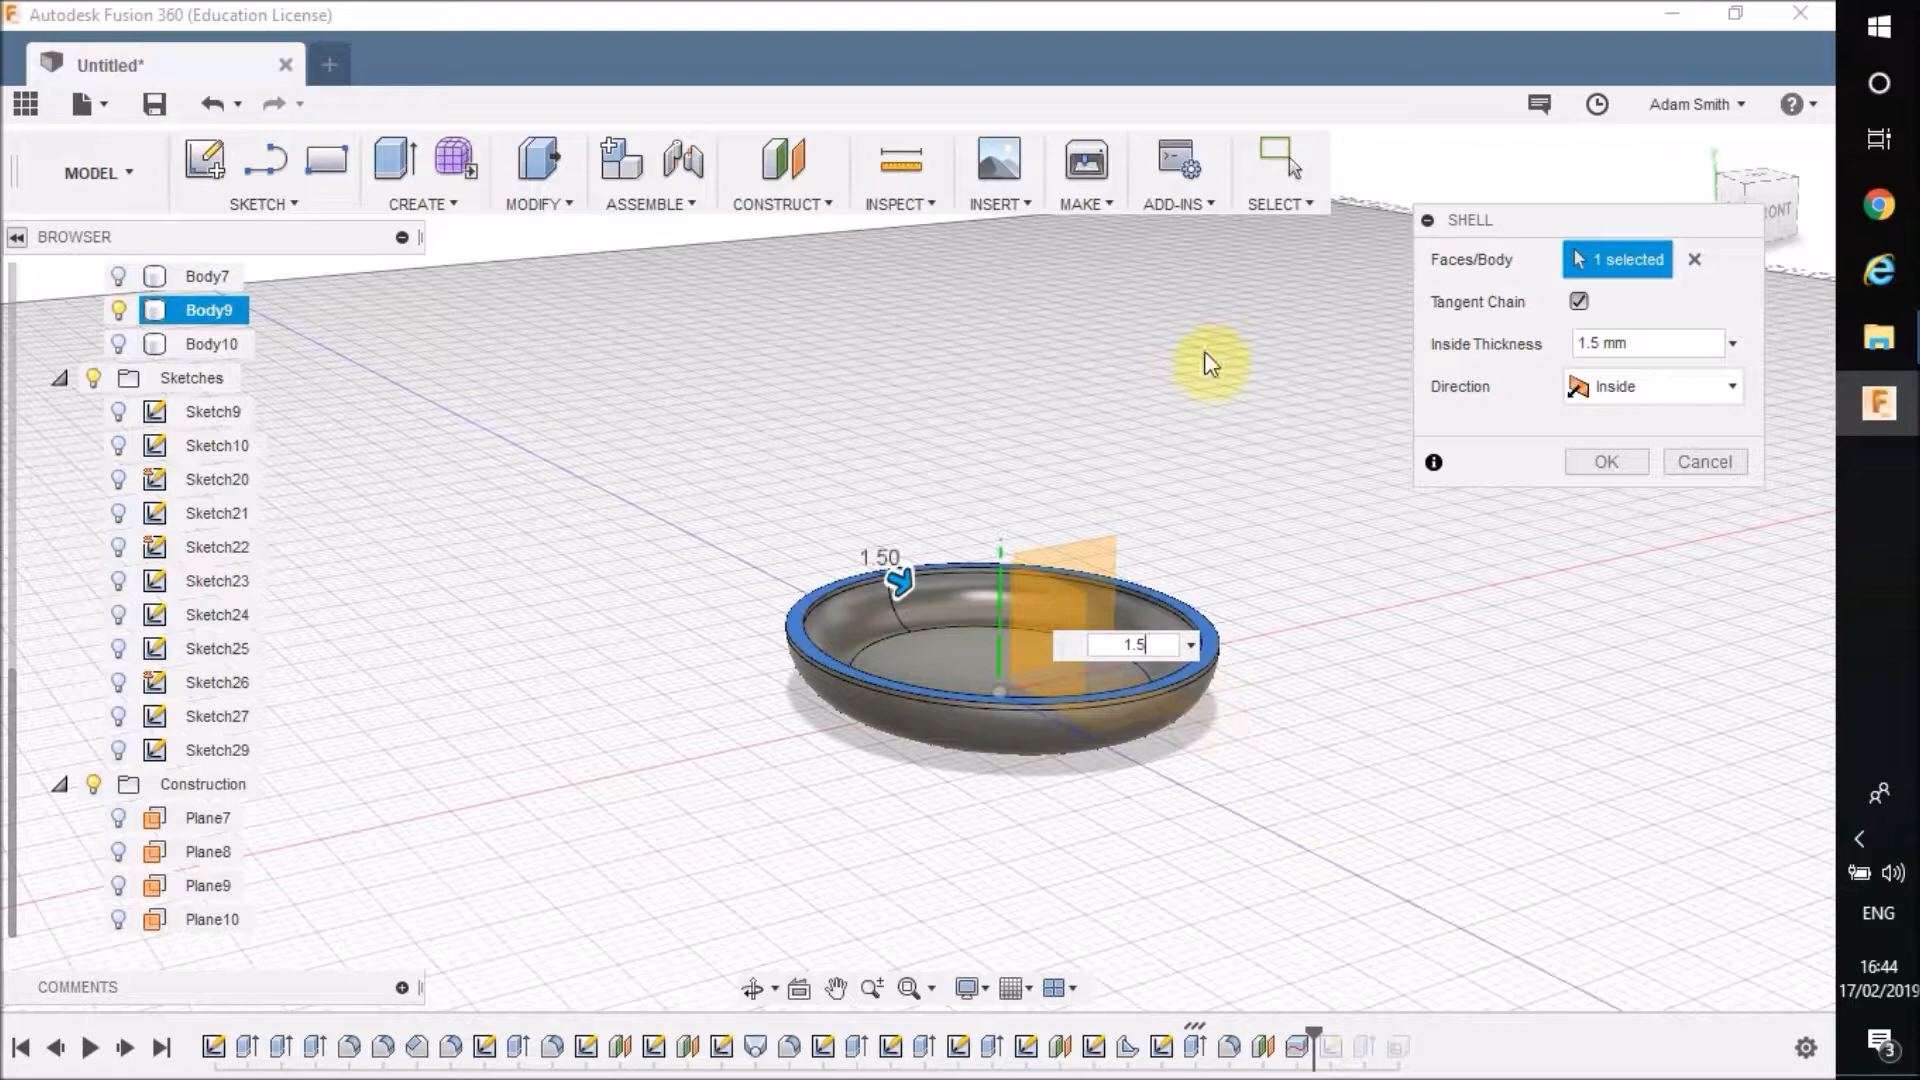 Autodesk Fusion 360 (Education License)
Untitled*
Adam Smith
MODEL
SKETCH
CREATE
MODIFY
ASSEMBLE
CONSTRUCT
INSPECT
INSERT
MAKE
ADD-INS
SELECT
BROWSER
Body7
Body9
Body10
Sketches
Sketch9
Sketch10
Sketch20
Sketch21
Sketch22
Sketch23
Sketch24
Sketch25
Sketch26
Sketch27
Sketch29
Construction
Plane7
Plane8
Plane9
Plane10
COMMENTS
1.50
1.5
SHELL
Faces/Body 1 selected
Tangent Chain
Inside Thickness 1.5 mm
Direction Inside
OK Cancel
ENG
16:44
17/02/2019
3